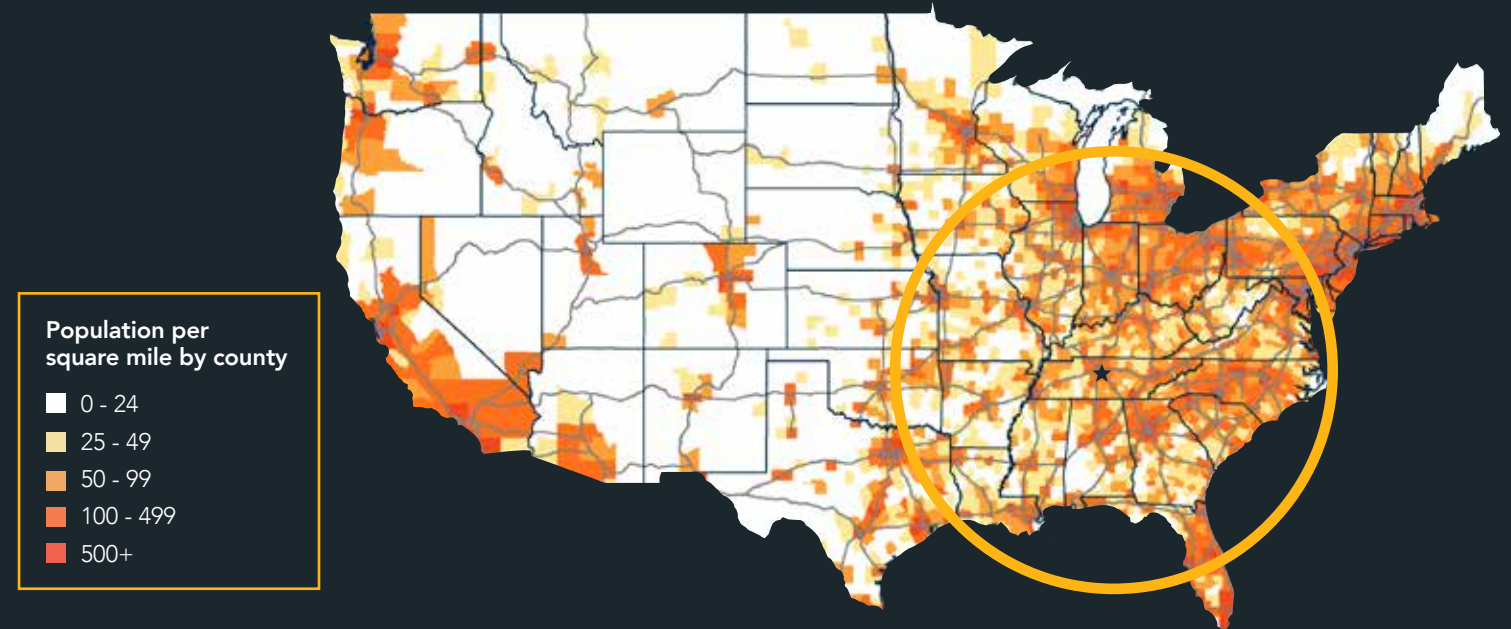 Population per
square mile by county
0 - 24
25 - 49
50 - 99
100 - 499
500+